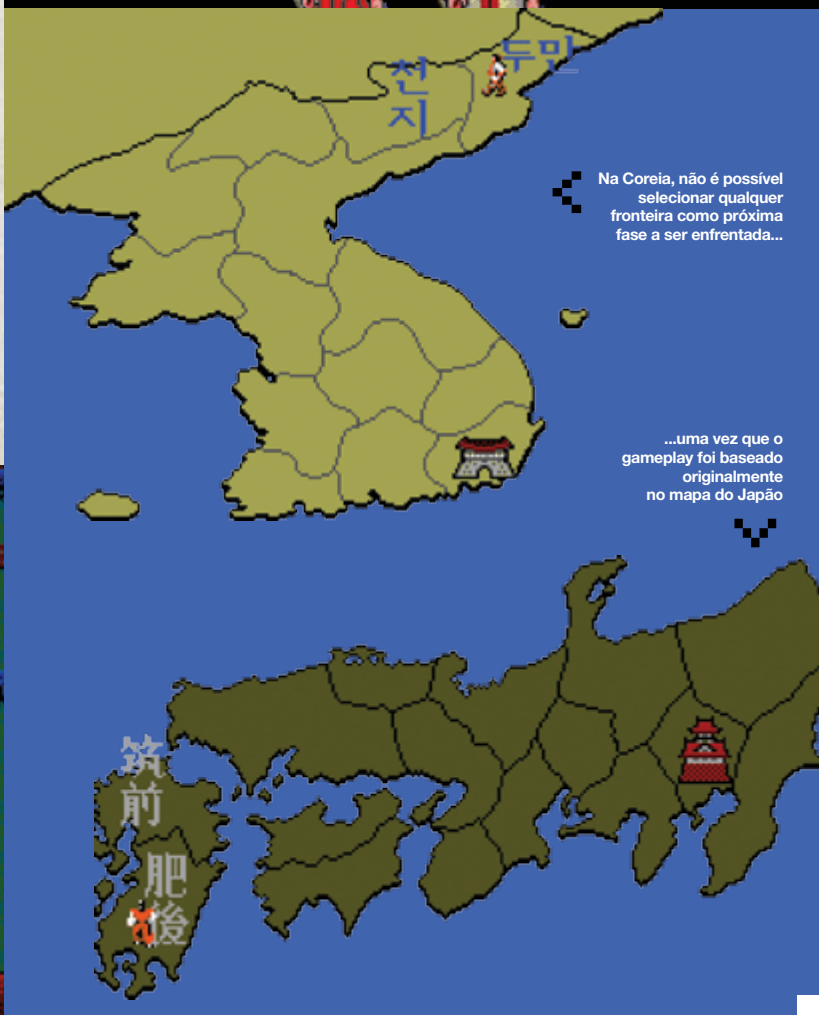 두만
천
지
Na Coreia, não é possível
selecionar qualquer
fronteira como próxima
fase a ser enfrentada...
...uma vez que o
gameplay foi baseado
originalmente
no mapa do Japão
筑
前
肥
後